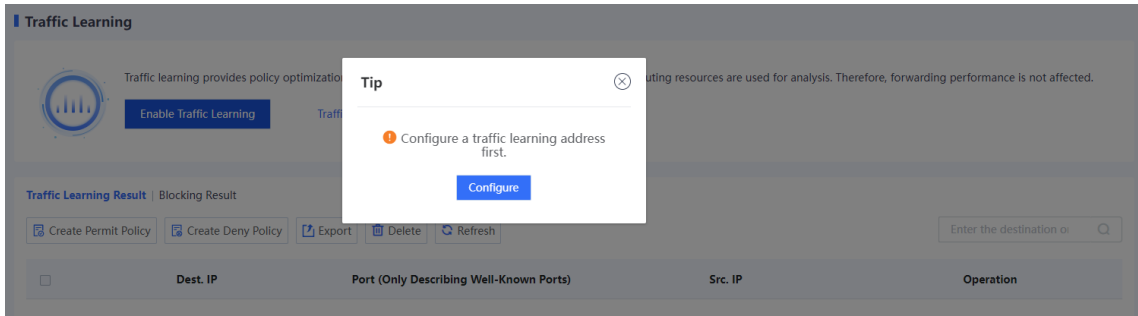 Traffic Learning
Traffic learning provides policy optimization
uting resources are used for analysis. Therefore, forwarding performance is not affected.
Enable Traffic Learning
Traffi
Tip
Configure a traffic learning address
first.
Configure
Traffic Learning Result | Blocking Result
Create Permit Policy Create Deny Policy Export Delete Refresh
Enter the destination or
Dest. IP Port (Only Describing Well-Known Ports) Src. IP Operation